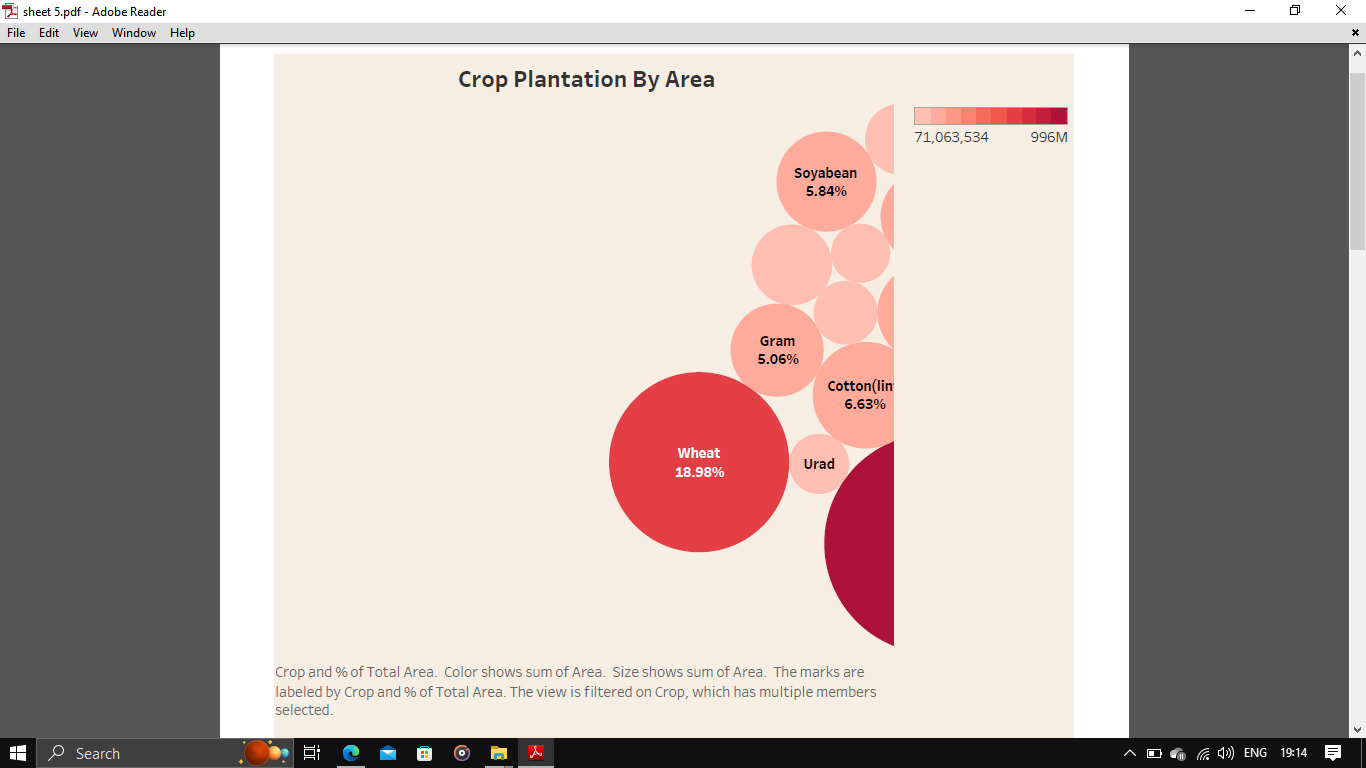 sheet 5.pdf - Adobe Reader
File Edit View Window Help
Crop Plantation By Area
71,063,534 996M
Soyabean
5.84%
Gram
5.06%
Cotton(lin
6.63%
Wheat
18.98%
Urad
Crop and % of Total Area. Color shows sum of Area. Size shows sum of Area. The marks are
labeled by Crop and % of Total Area. The view is filtered on Crop, which has multiple members
selected.
Search
ENG 19:14